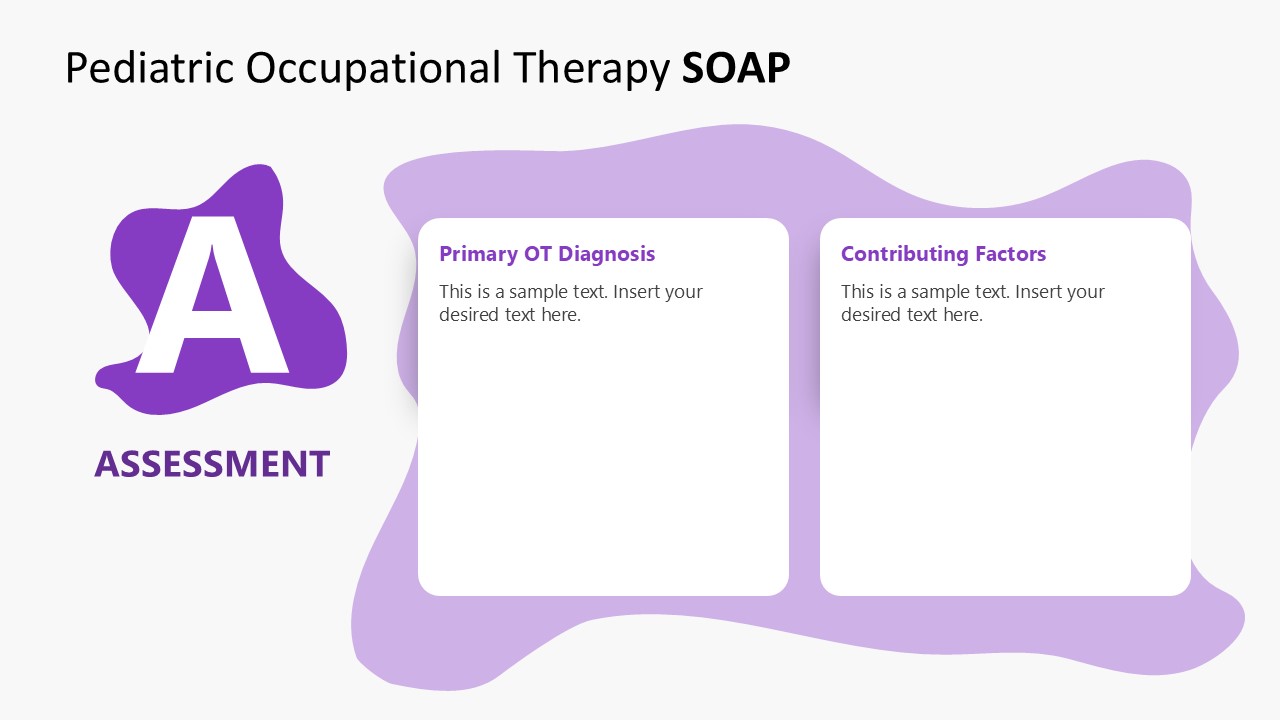 Pediatric Occupational Therapy SOAP
A
ASSESSMENT
Primary OT Diagnosis
This is a sample text. Insert your
desired text here.
Contributing Factors
This is a sample text. Insert your
desired text here.